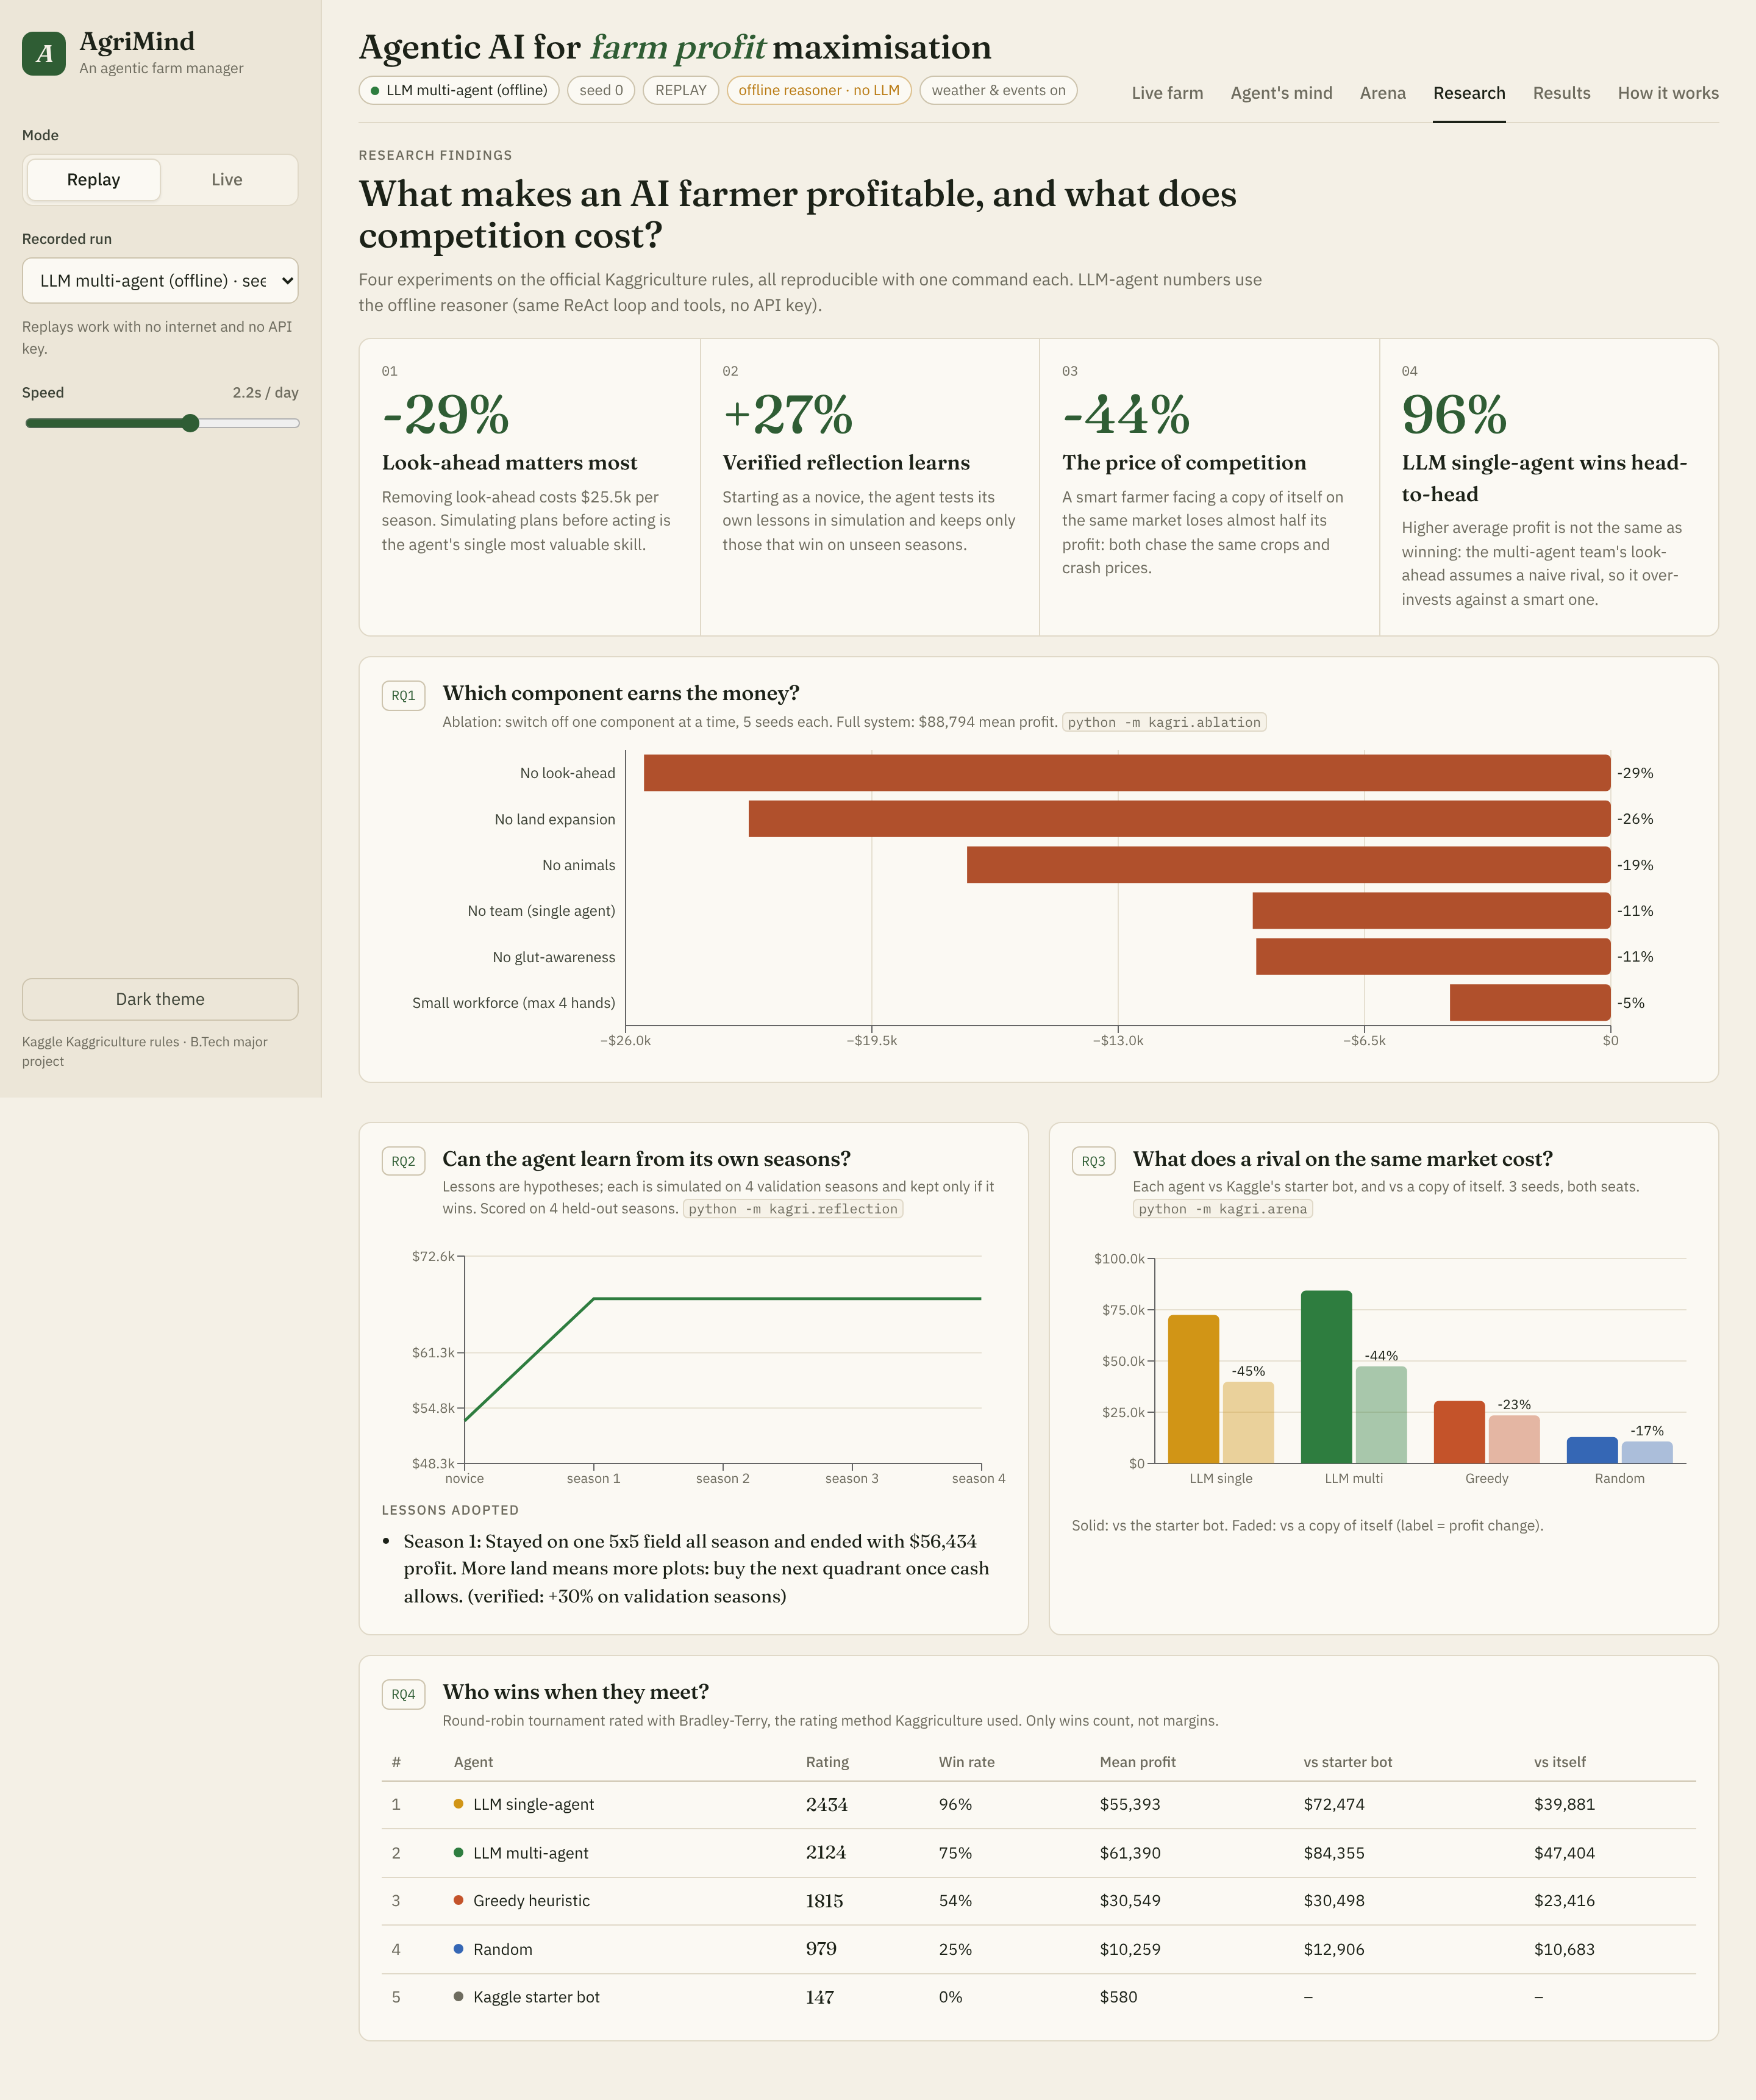 A
AgriMind
An agentic farm manager
Mode
Replay
Live
Recorded run
LLM multi-agent (offline) · see
Replays work with no internet and no API
key.
Speed
2.2s / day
Dark theme
Kaggle Kaggriculture rules · B.Tech major
project
Agentic AI for farm profit maximisation
LLM multi-agent (offline)
seed 0
REPLAY
offline reasoner · no LLM
weather & events on
Live farm
Agent's mind
Arena
Research
Results
How it works
RESEARCH FINDINGS
What makes an AI farmer profitable, and what does
competition cost?
Four experiments on the official Kaggriculture rules, all reproducible with one command each. LLM-agent numbers use
the offline reasoner (same ReAct loop and tools, no API key).
01
-29%
Look-ahead matters most
Removing look-ahead costs $25.5k per
season. Simulating plans before acting is
the agent's single most valuable skill.
02
+27%
Verified reflection learns
Starting as a novice, the agent tests its
own lessons in simulation and keeps only
those that win on unseen seasons.
03
-44%
The price of competition
A smart farmer facing a copy of itself on
the same market loses almost half its
profit: both chase the same crops and
crash prices.
04
96%
LLM single-agent wins head-
to-head
Higher average profit is not the same as
winning: the multi-agent team's look-
ahead assumes a naive rival, so it over-
invests against a smart one.
RQ1
Which component earns the money?
Ablation: switch off one component at a time, 5 seeds each. Full system: $88,794 mean profit. python -m kagri.ablation
No look-ahead -29%
No land expansion -26%
No animals -19%
No team (single agent) -11%
No glut-awareness -11%
Small workforce (max 4 hands) -5%
−$26.0k −$19.5k −$13.0k −$6.5k $0
RQ2
Can the agent learn from its own seasons?
Lessons are hypotheses; each is simulated on 4 validation seasons and kept only if it
wins. Scored on 4 held-out seasons. python -m kagri.reflection
$72.6k
$61.3k
$54.8k
$48.3k
novice season 1 season 2 season 3 season 4
LESSONS ADOPTED
• Season 1: Stayed on one 5x5 field all season and ended with $56,434
profit. More land means more plots: buy the next quadrant once cash
allows. (verified: +30% on validation seasons)
RQ3
What does a rival on the same market cost?
Each agent vs Kaggle's starter bot, and vs a copy of itself. 3 seeds, both seats.
python -m kagri.arena
$100.0k
$75.0k
$50.0k
$25.0k
$0
-45%
-44%
-23%
-17%
LLM single LLM multi Greedy Random
Solid: vs the starter bot. Faded: vs a copy of itself (label = profit change).
RQ4
Who wins when they meet?
Round-robin tournament rated with Bradley-Terry, the rating method Kaggriculture used. Only wins count, not margins.
# Agent Rating Win rate Mean profit vs starter bot vs itself
1 LLM single-agent 2434 96% $55,393 $72,474 $39,881
2 LLM multi-agent 2124 75% $61,390 $84,355 $47,404
3 Greedy heuristic 1815 54% $30,549 $30,498 $23,416
4 Random 979 25% $10,259 $12,906 $10,683
5 Kaggle starter bot 147 0% $580 – –